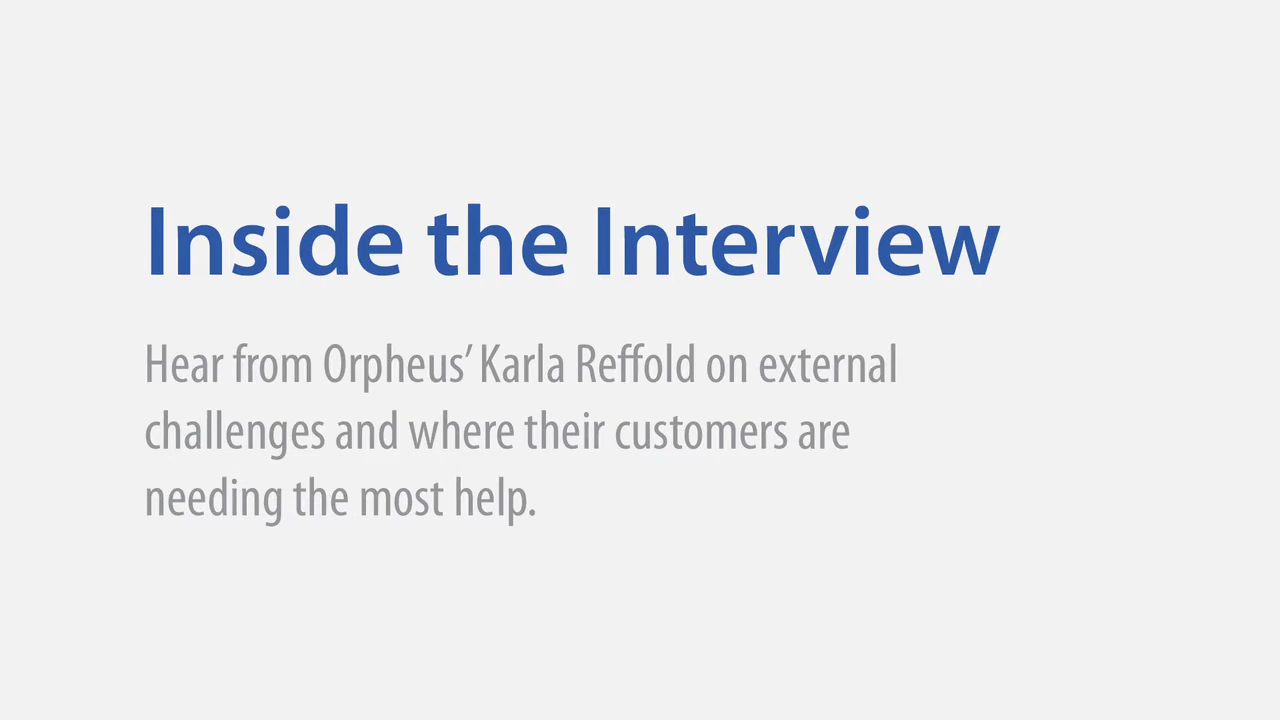 Inside the Interview
Hear from Orpheus’ Karla Reffold on external
challenges and where their customers are
needing the most help.